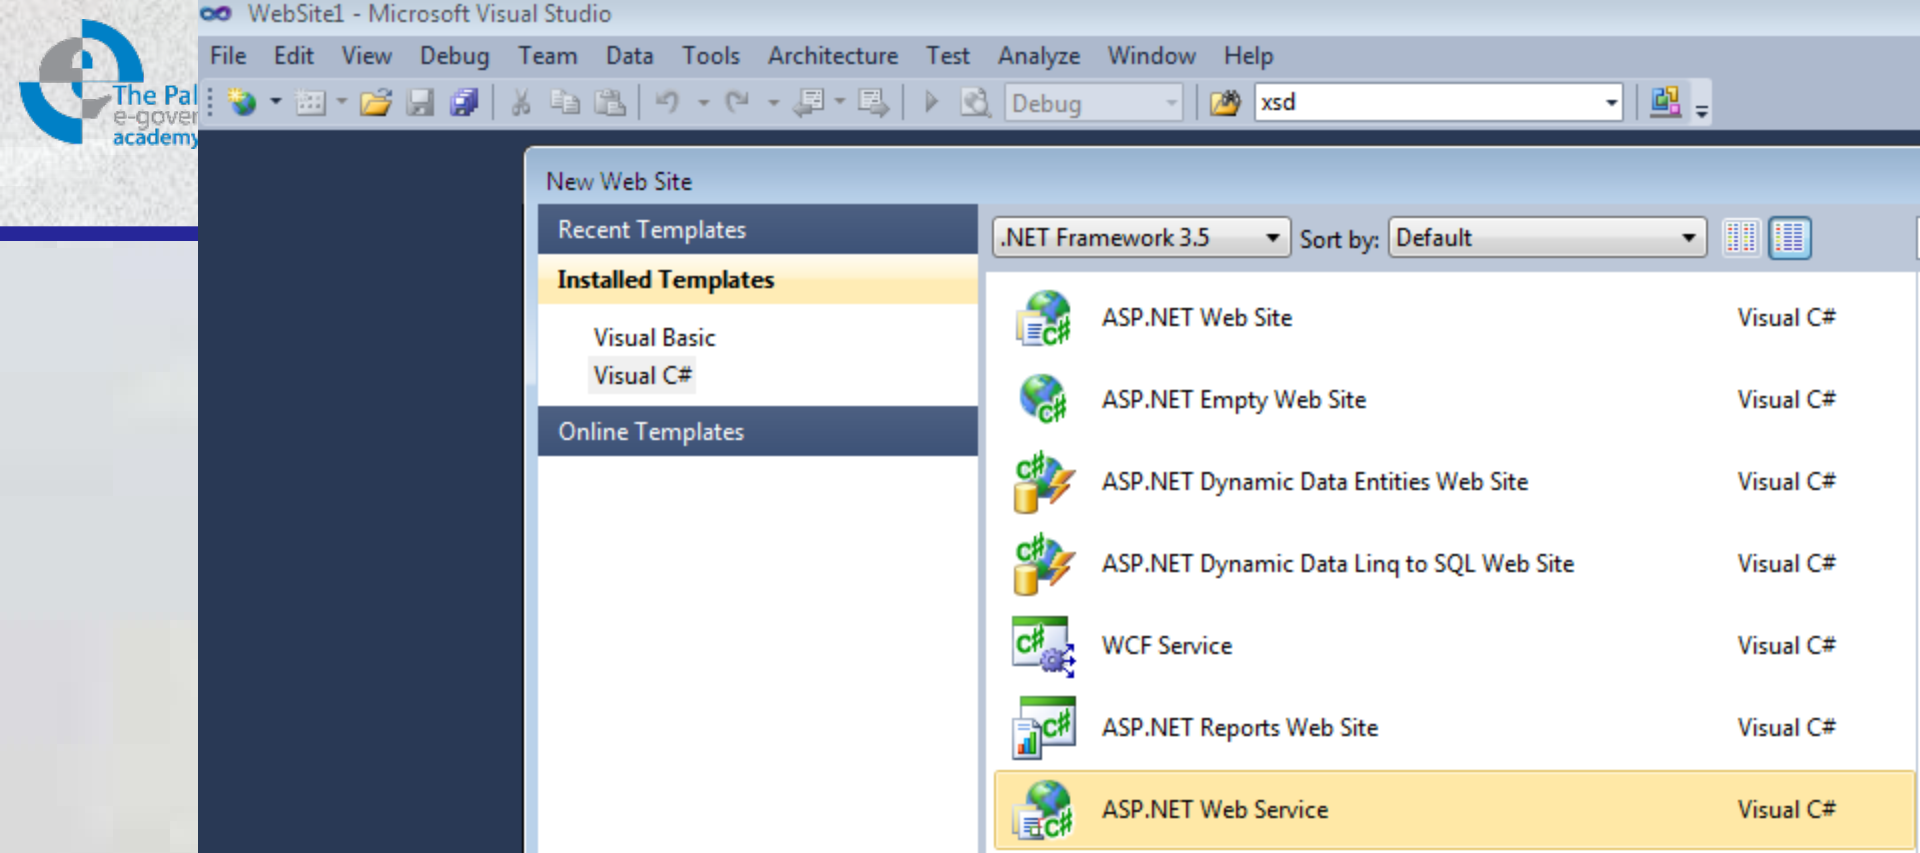 WebSite1 - Microsoft Visual Studio
File Edit View Debug Team Data Tools Architecture Test Analyze Window Help
The Pal
e-gover
academy
Debug
xsd
New Web Site
Recent Templates
Installed Templates
Visual Basic
Visual C#
Online Templates
.NET Framework 3.5 Sort by: Default
ASP.NET Web Site Visual C#
ASP.NET Empty Web Site Visual C#
ASP.NET Dynamic Data Entities Web Site Visual C#
ASP.NET Dynamic Data Linq to SQL Web Site Visual C#
WCF Service Visual C#
ASP.NET Reports Web Site Visual C#
ASP.NET Web Service Visual C#